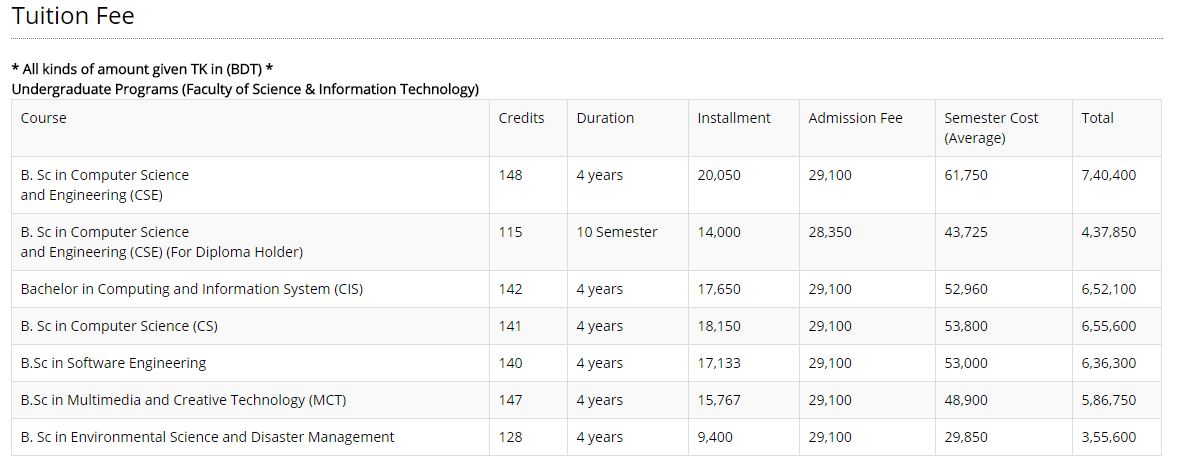 Tuition Fee
* All kinds of amount given TK in (BDT) *
Undergraduate Programs (Faculty of Science & Information Technology)
Course Credits Duration Installment Admission Fee Semester Cost Total
(Average)
B. Sc in Computer Science 148 4 years 20,050 29,100 61,750 7,40,400
and Engineering (CSE)
B. Sc in Computer Science 115 10 Semester 14,000 28,350 43,725 4,37,850
and Engineering (CSE) (For Diploma Holder)
Bachelor in Computing and Information System (CIS) 142 4 years 17,650 29,100 52,960 6,52,100
B. Sc in Computer Science (CS) 141 4 years 18,150 29,100 53,800 6,55,600
B.Sc in Software Engineering 140 4 years 17,133 29,100 53,000 6,36,300
B.Sc in Multimedia and Creative Technology (MCT) 147 4 years 15,767 29,100 48,900 5,86,750
B. Sc in Environmental Science and Disaster Management 128 4 years 9,400 29,100 29,850 3,55,600